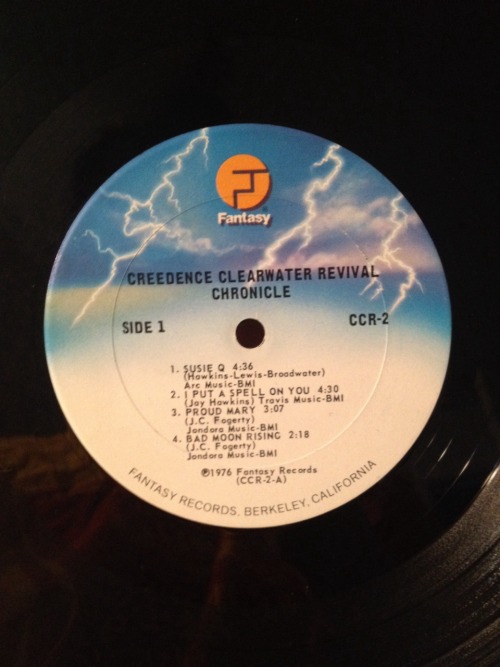 Fantasy
CREEDENCE CLEARWATER REVIVAL
CHRONICLE
SIDE 1
CCR-2
1. SUSIE Q 4:36
(Hawkins-Lewis-Broadwater)
Arc Music-BMI
2. I PUT A SPELL ON YOU 4:30
(Jay Hawkins) Travis Music-BMI
3. PROUD MARY 3:07
(J.C. Fogerty)
Jondora Music-BMI
4. BAD MOON RISING 2:18
(J.C. Fogerty)
Jondora Music-BMI
℗1976 Fantasy Records
(CCR-2-A)
FANTASY RECORDS, BERKELEY, CALIFORNIA